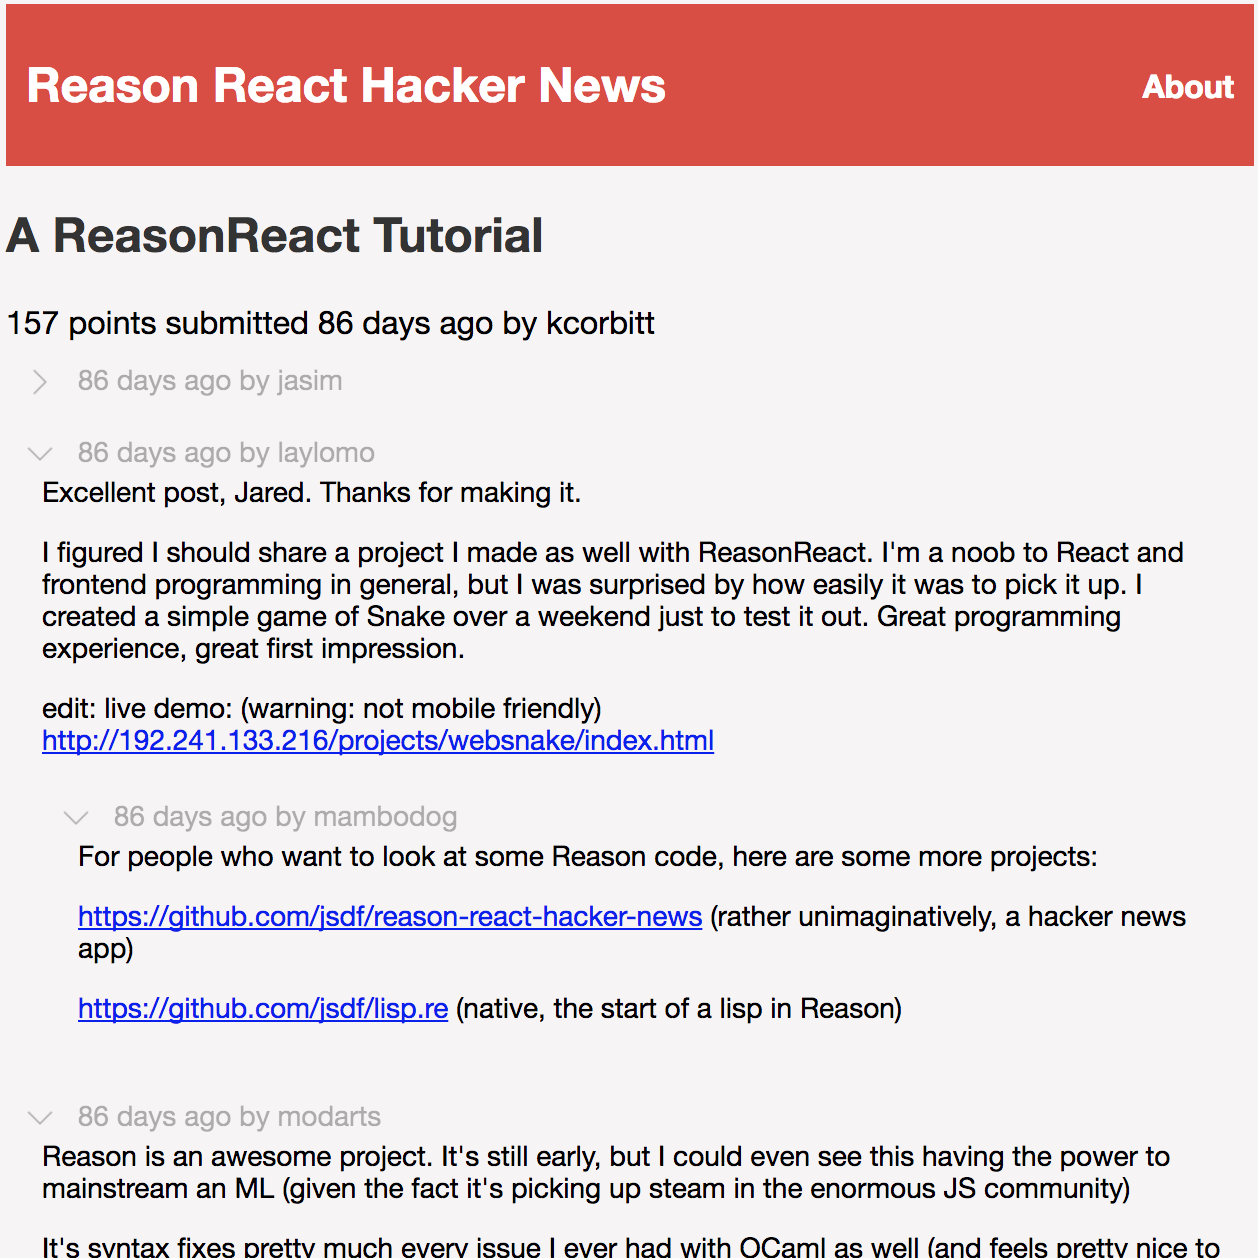 Reason React Hacker News
About
A ReasonReact Tutorial
157 points submitted 86 days ago by kcorbitt
86 days ago by jasim
86 days ago by laylomo
Excellent post, Jared. Thanks for making it.
I figured I should share a project I made as well with ReasonReact. I'm a noob to React and
frontend programming in general, but I was surprised by how easily it was to pick it up. I
created a simple game of Snake over a weekend just to test it out. Great programming
experience, great first impression.
edit: live demo: (warning: not mobile friendly)
http://192.241.133.216/projects/websnake/index.html
86 days ago by mambodog
For people who want to look at some Reason code, here are some more projects:
https://github.com/jsdf/reason-react-hacker-news (rather unimaginatively, a hacker news
app)
https://github.com/jsdf/lisp.re (native, the start of a lisp in Reason)
86 days ago by modarts
Reason is an awesome project. It's still early, but I could even see this having the power to
mainstream an ML (given the fact it's picking up steam in the enormous JS community)
It's syntax fixes pretty much every issue I ever had with OCaml as well (and feels pretty nice to